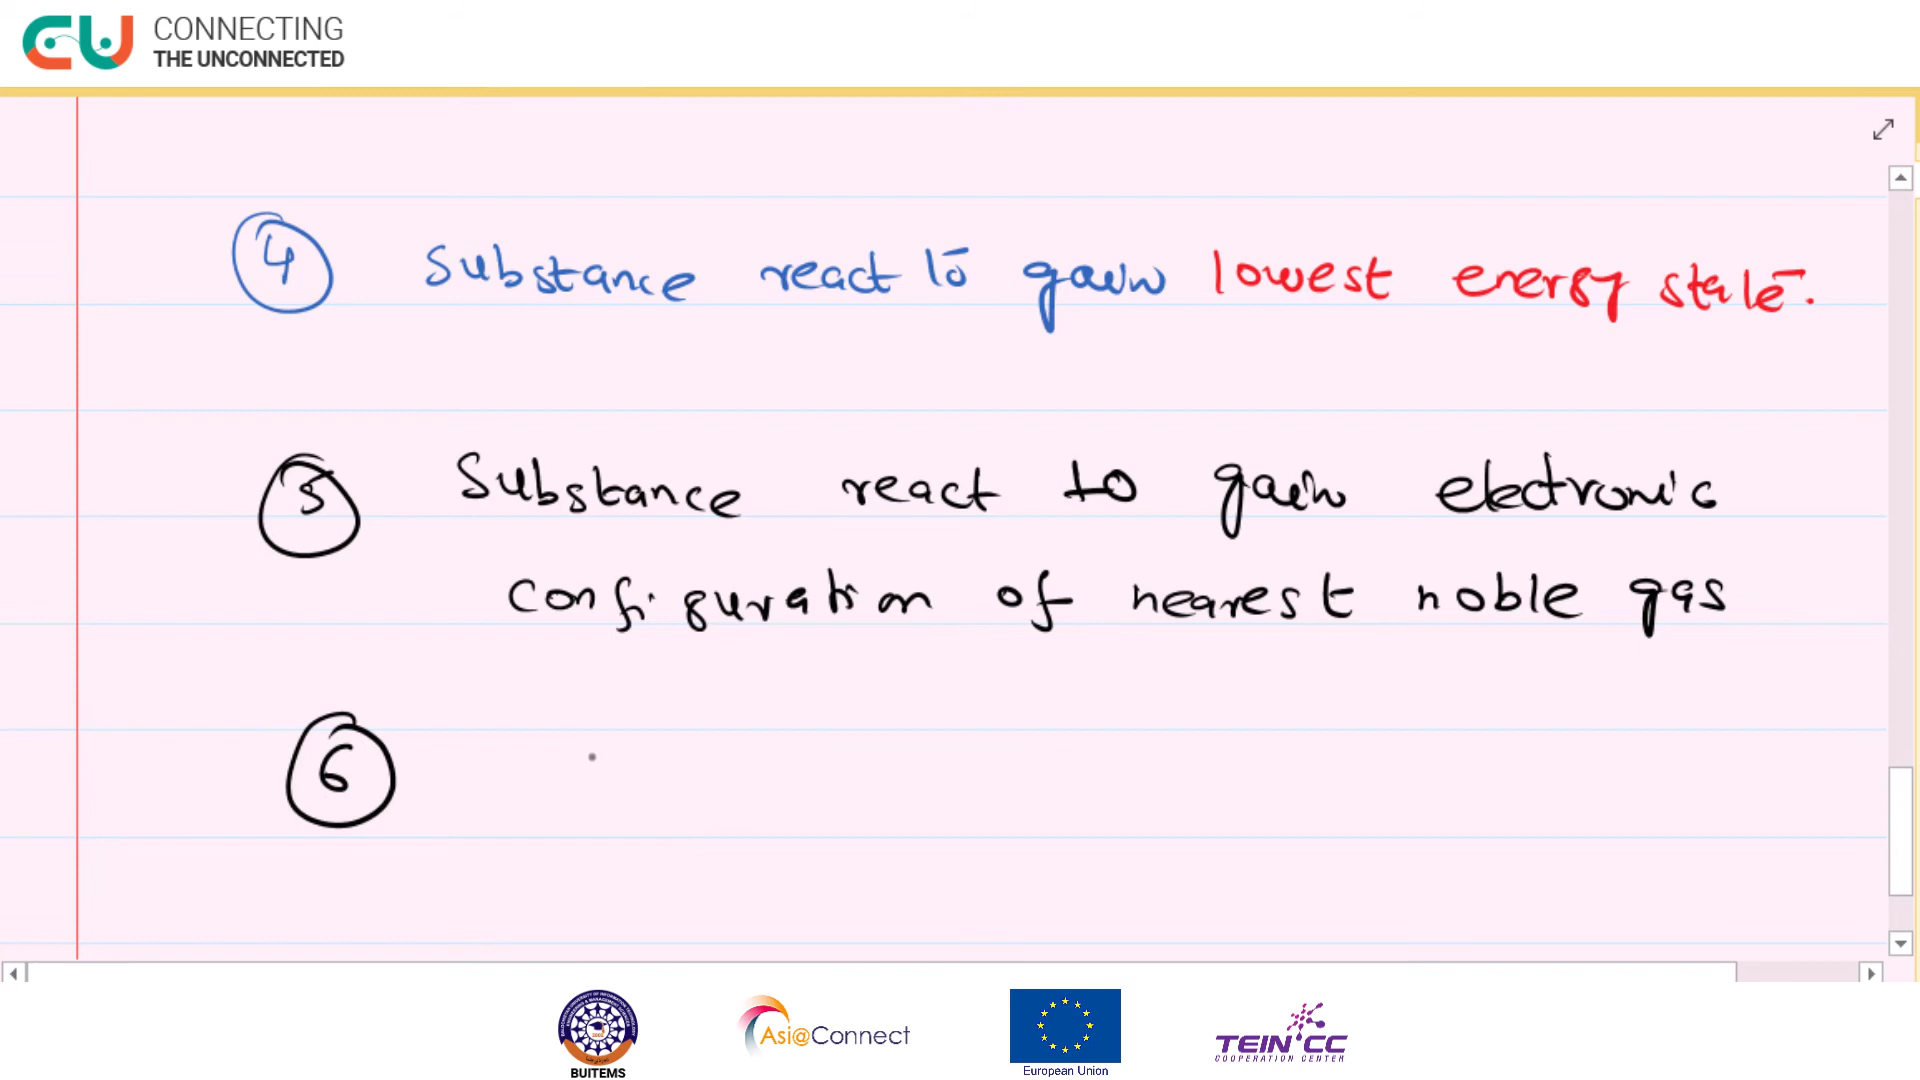 CONNECTING
THE UNCONNECTED
4 Substance react to gain lowest energy state.
5 Substance react to gain electronic
configuration of nearest noble gas
6
BUITEMS
Asi@Connect
European Union
TEIN*CC
COOPERATION CENTER